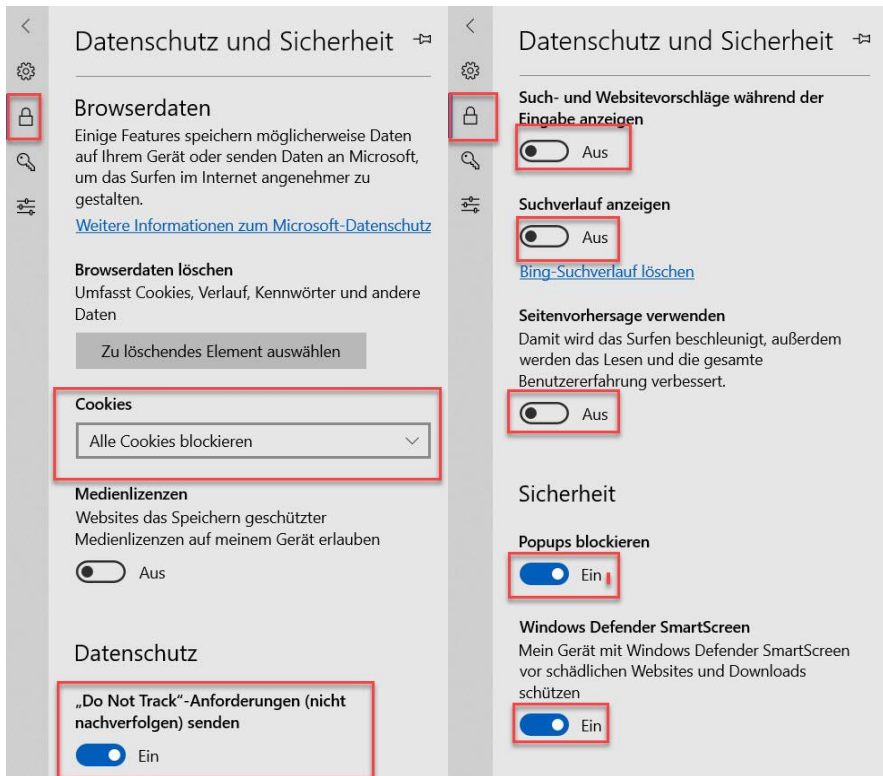 Datenschutz und Sicherheit
Browserdaten
Einige Features speichern möglicherweise Daten
auf Ihrem Gerät oder senden Daten an Microsoft,
um das Surfen im Internet angenehmer zu
gestalten.
Weitere Informationen zum Microsoft-Datenschutz
Browserdaten löschen
Umfasst Cookies, Verlauf, Kennwörter und andere
Daten
Zu löschendes Element auswählen
Cookies
Alle Cookies blockieren
Medienlizenzen
Websites das Speichern geschützter
Medienlizenzen auf meinem Gerät erlauben
Aus
Datenschutz
„Do Not Track“-Anforderungen (nicht
nachverfolgen) senden
Ein
Datenschutz und Sicherheit
Such- und Websitevorschläge während der
Eingabe anzeigen
Aus
Suchverlauf anzeigen
Aus
Bing-Suchverlauf löschen
Seitenvorhersage verwenden
Damit wird das Surfen beschleunigt, außerdem
werden das Lesen und die gesamte
Benutzererfahrung verbessert.
Aus
Sicherheit
Popups blockieren
Ein
Windows Defender SmartScreen
Mein Gerät mit Windows Defender SmartScreen
vor schädlichen Websites und Downloads
schützen
Ein